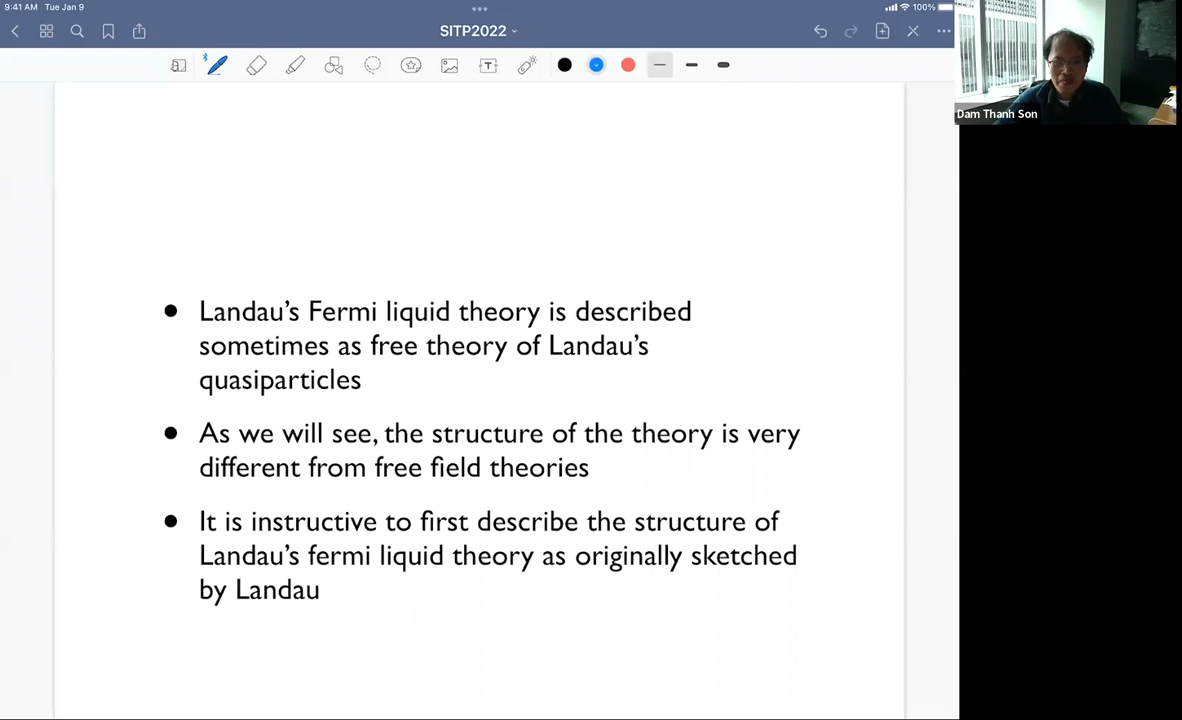 9:41 AM Tue Jan 9
100%
SITP2022
T
Dam Thanh Son
• Landau's Fermi liquid theory is described
sometimes as free theory of Landau's
quasiparticles
• As we will see, the structure of the theory is very
different from free field theories
• It is instructive to first describe the structure of
Landau's fermi liquid theory as originally sketched
by Landau